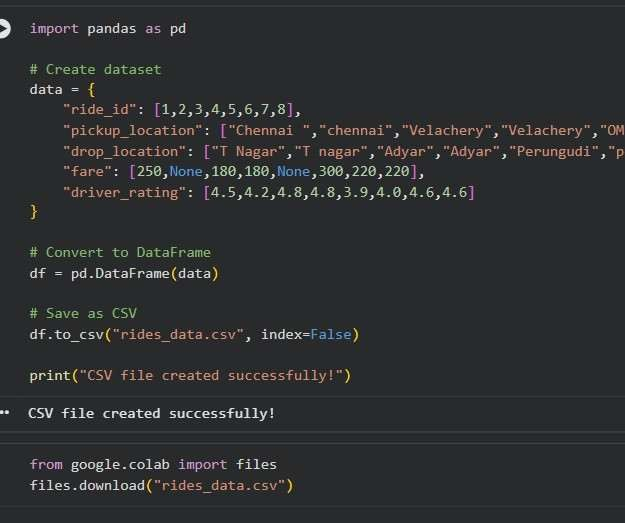 import pandas as pd
# Create dataset
data = {
"ride_id": [1,2,3,4,5,6,7,8],
"pickup_location": ["Chennai ","chennai","Velachery","Velachery","OM
"drop_location": ["T Nagar","T nagar","Adyar","Adyar","Perungudi","p
"fare": [250,None,180,180,None,300,220,220],
"driver_rating": [4.5,4.2,4.8,4.8,3.9,4.0,4.6,4.6]
}
# Convert to DataFrame
df = pd.DataFrame(data)
# Save as CSV
df.to_csv("rides_data.csv", index=False)
print("CSV file created successfully!")
CSV file created successfully!
from google.colab import files
files.download("rides_data.csv")